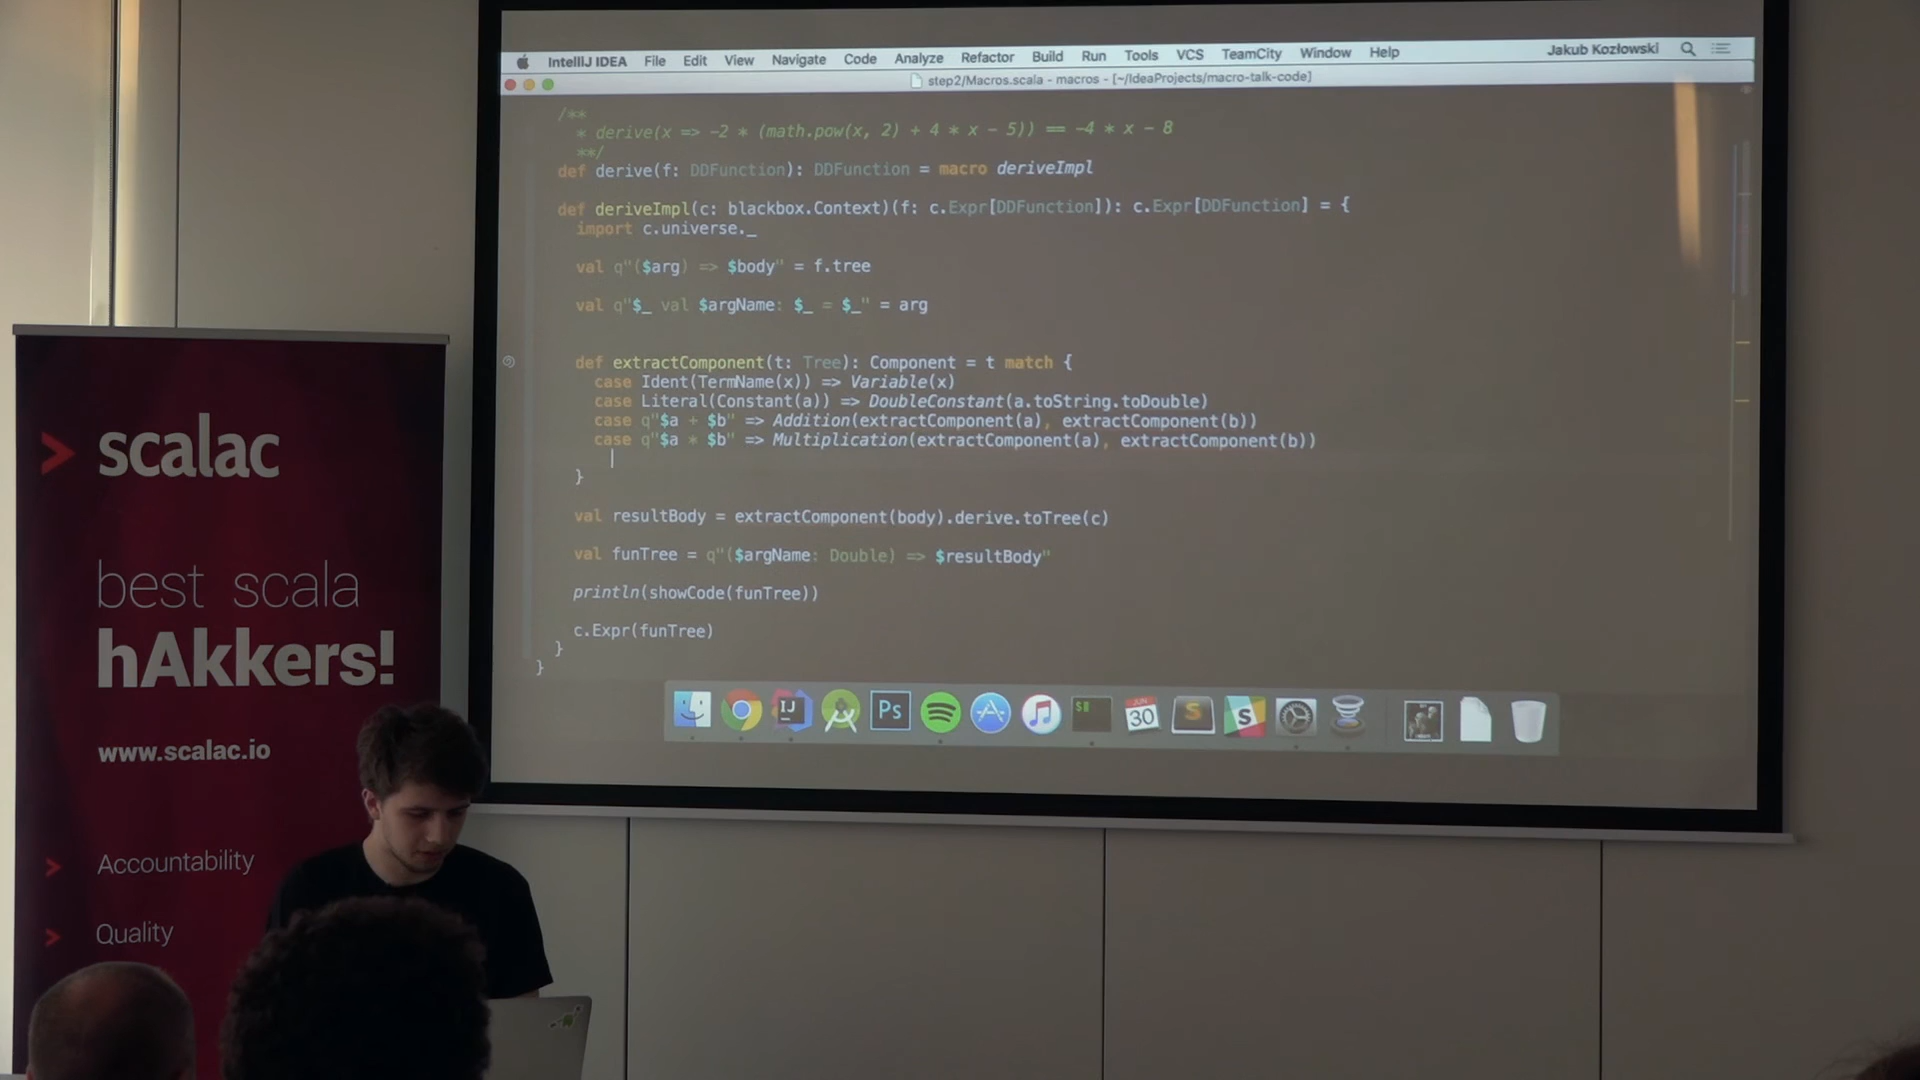 IntelliJ IDEA File Edit View Navigate Code Analyze Refactor Build Run Tools VCS TeamCity Window Help Jakub Kozłowski
step2/Macros.scala - macros - [~/IdeaProjects/macro-talk-code]
/**
* derive(x => -2 * (math.pow(x, 2) + 4 * x - 5)) == -4 * x - 8
**/
def derive(f: DDFunction): DDFunction = macro deriveImpl
def deriveImpl(c: blackbox.Context)(f: c.Expr[DDFunction]): c.Expr[DDFunction] = {
import c.universe._
val q"($arg) => $body" = f.tree
val q"$_ val $argName: $_ = $_" = arg
def extractComponent(t: Tree): Component = t match {
case Ident(TermName(x)) => Variable(x)
case Literal(Constant(a)) => DoubleConstant(a.toString.toDouble)
case q"$a + $b" => Addition(extractComponent(a), extractComponent(b))
case q"$a * $b" => Multiplication(extractComponent(a), extractComponent(b))
}
val resultBody = extractComponent(body).derive.toTree(c)
val funTree = q"($argName: Double) => $resultBody"
println(showCode(funTree))
c.Expr(funTree)
}
}
IJ
Ps
$
JUN
30
S
S
> scalac
best scala
hAkkers!
www.scalac.io
> Accountability
> Quality